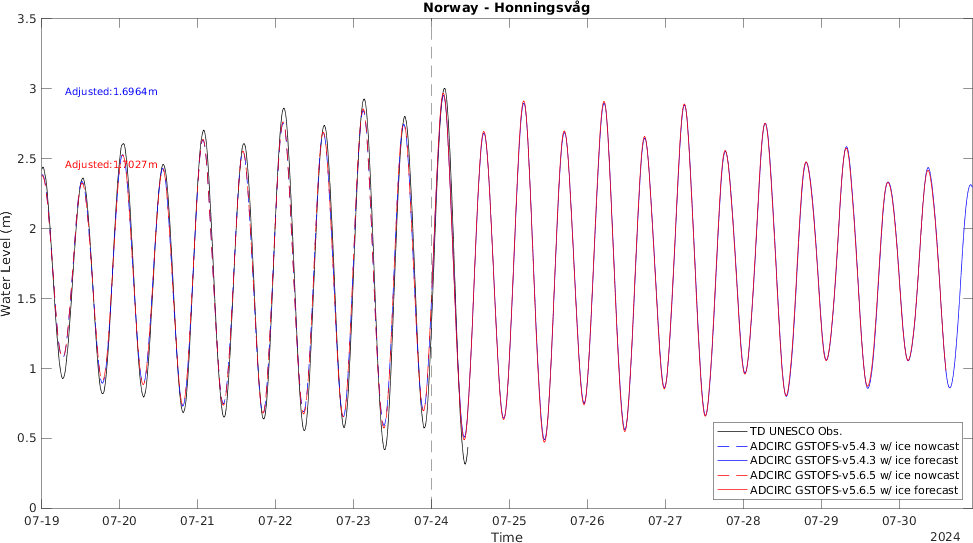 Norway - Honningsvåg
3.5
3
2.5
2
1.5
1
0.5
0
Water Level (m)
Adjusted:1.6964m
Adjusted:1.7027m
TD UNESCO Obs.
ADCIRC GSTOFS-v5.4.3 w/ ice nowcast
ADCIRC GSTOFS-v5.4.3 w/ ice forecast
ADCIRC GSTOFS-v5.6.5 w/ ice nowcast
ADCIRC GSTOFS-v5.6.5 w/ ice forecast
07-19 07-20 07-21 07-22 07-23 07-24 07-25 07-26 07-27 07-28 07-29 07-30
Time
2024